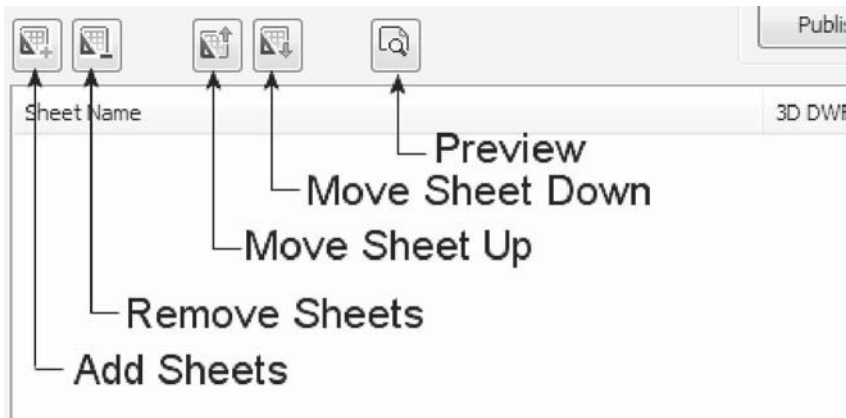 Publis
Sheet Name 3D DWF
Preview
Move Sheet Down
Move Sheet Up
Remove Sheets
Add Sheets